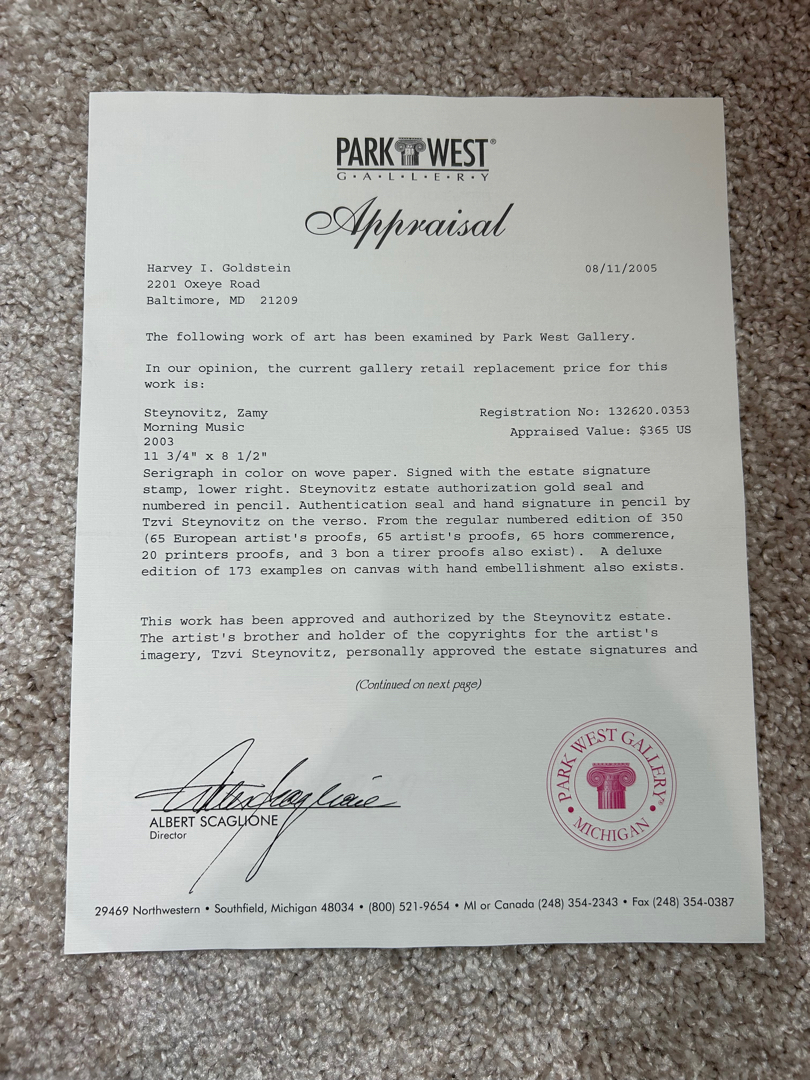 PARK WEST®
G•A•L•L•E•R•Y
Appraisal
Harvey I. Goldstein 08/11/2005
2201 Oxeye Road
Baltimore, MD 21209
The following work of art has been examined by Park West Gallery.
In our opinion, the current gallery retail replacement price for this
work is:
Steynovitz, Zamy Registration No: 132620.0353
Morning Music Appraised Value: $365 US
2003
11 3/4" x 8 1/2"
Serigraph in color on wove paper. Signed with the estate signature
stamp, lower right. Steynovitz estate authorization gold seal and
numbered in pencil. Authentication seal and hand signature in pencil by
Tzvi Steynovitz on the verso. From the regular numbered edition of 350
(65 European artist's proofs, 65 artist's proofs, 65 hors commerence,
20 printers proofs, and 3 bon a tirer proofs also exist). A deluxe
edition of 173 examples on canvas with hand embellishment also exists.
This work has been approved and authorized by the Steynovitz estate.
The artist's brother and holder of the copyrights for the artist's
imagery, Tzvi Steynovitz, personally approved the estate signatures and
(Continued on next page)
Albert Scaglione
ALBERT SCAGLIONE
Director
PARK WEST GALLERY
• MICHIGAN •
29469 Northwestern • Southfield, Michigan 48034 • (800) 521-9654 • MI or Canada (248) 354-2343 • Fax (248) 354-0387